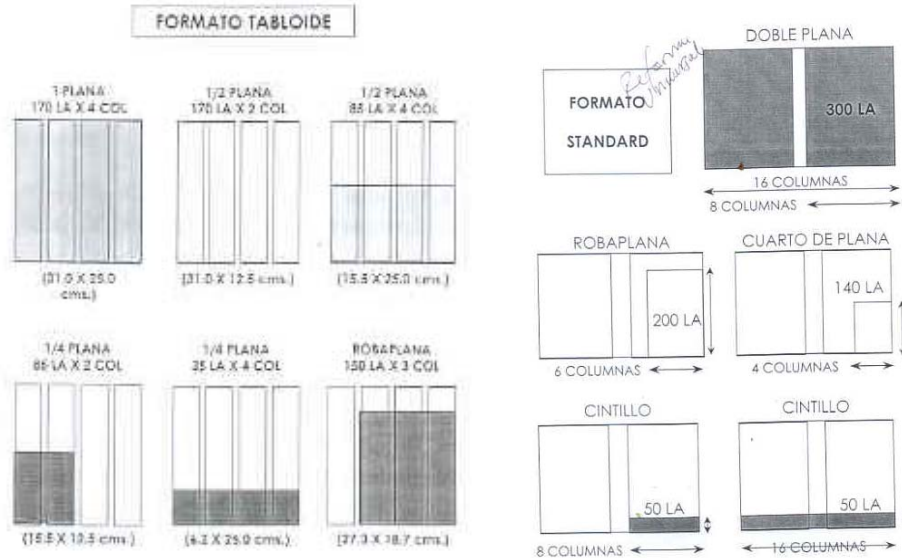 FORMATO TABLOIDE
1 PLANA
170 LA X 4 COL
(31.0 X 25.0
cms.)
1/2 PLANA
170 LA X 2 COL
(31.0 X 12.5 cms.)
1/2 PLANA
85 LA X 4 COL
(15.5 X 25.0 cms.)
1/4 PLANA
85 LA X 2 COL
(15.5 X 12.5 cms.)
1/4 PLANA
35 LA X 4 COL
(6.2 X 25.0 cms.)
ROBAPLANA
150 LA X 3 COL
(27.3 X 18.7 cms.)
Reforma
Universal
FORMATO
STANDARD
DOBLE PLANA
300 LA
16 COLUMNAS
8 COLUMNAS
ROBAPLANA
200 LA
6 COLUMNAS
CUARTO DE PLANA
140 LA
4 COLUMNAS
CINTILLO
50 LA
8 COLUMNAS
CINTILLO
50 LA
16 COLUMNAS